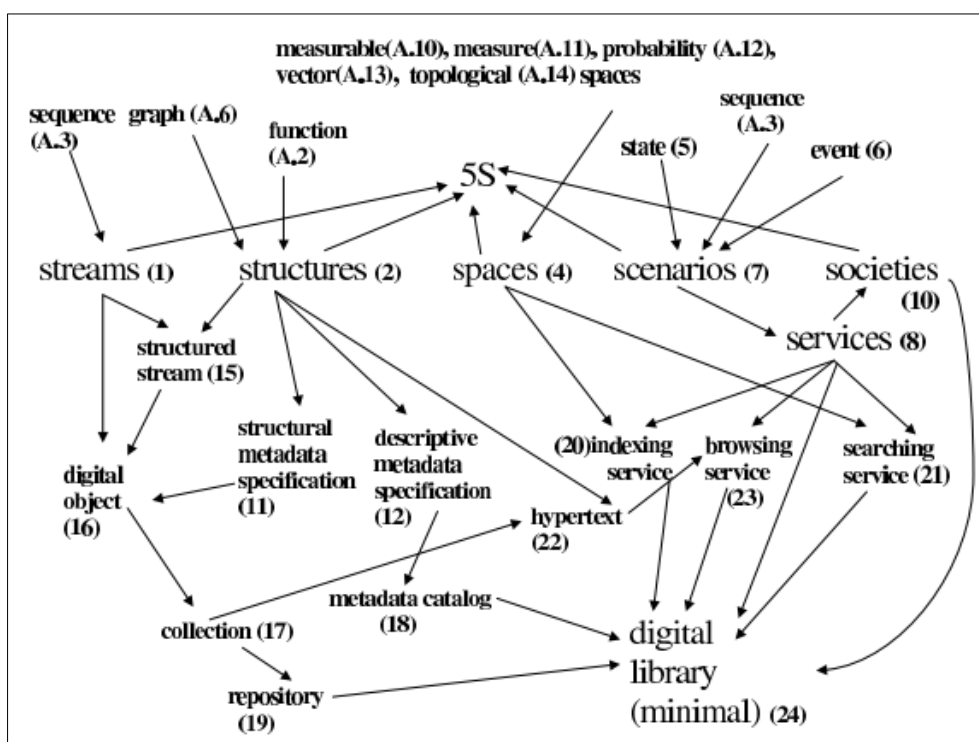 measurable(A.10), measure(A.11), probability (A.12),
vector(A.13), topological (A.14) spaces
sequence
(A.3)
graph (A.6)
function
(A.2)
sequence
(A.3)
state (5)
event (6)
5S
streams (1)
structures (2)
spaces (4)
scenarios (7)
societies
(10)
services (8)
structured
stream (15)
digital
object
(16)
structural
metadata
specification
(11)
descriptive
metadata
specification
(12)
(20)indexing
service
browsing
service
(23)
searching
service (21)
hypertext
(22)
metadata catalog
(18)
collection (17)
repository
(19)
digital
library
(minimal) (24)